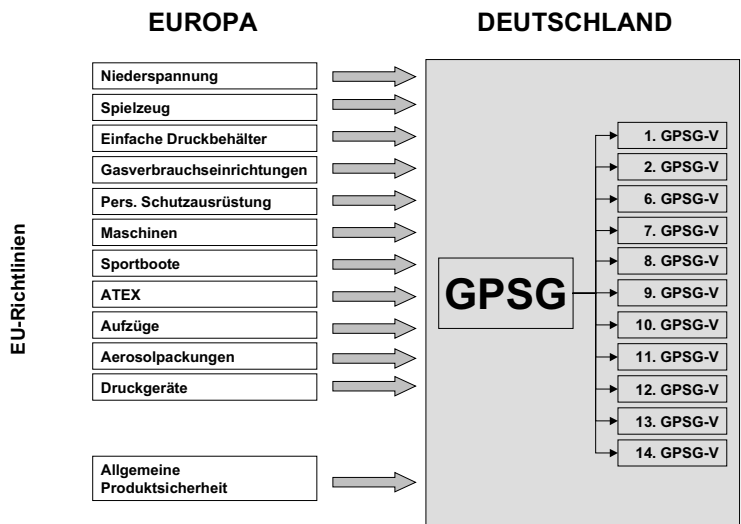 EUROPA
DEUTSCHLAND
EU-Richtlinien
Niederspannung
Spielzeug
Einfache Druckbehälter
Gasverbrauchseinrichtungen
Pers. Schutzausrüstung
Maschinen
Sportboote
ATEX
Aufzüge
Aerosolpackungen
Druckgeräte
Allgemeine
Produktsicherheit
GPSG
1. GPSG-V
2. GPSG-V
6. GPSG-V
7. GPSG-V
8. GPSG-V
9. GPSG-V
10. GPSG-V
11. GPSG-V
12. GPSG-V
13. GPSG-V
14. GPSG-V